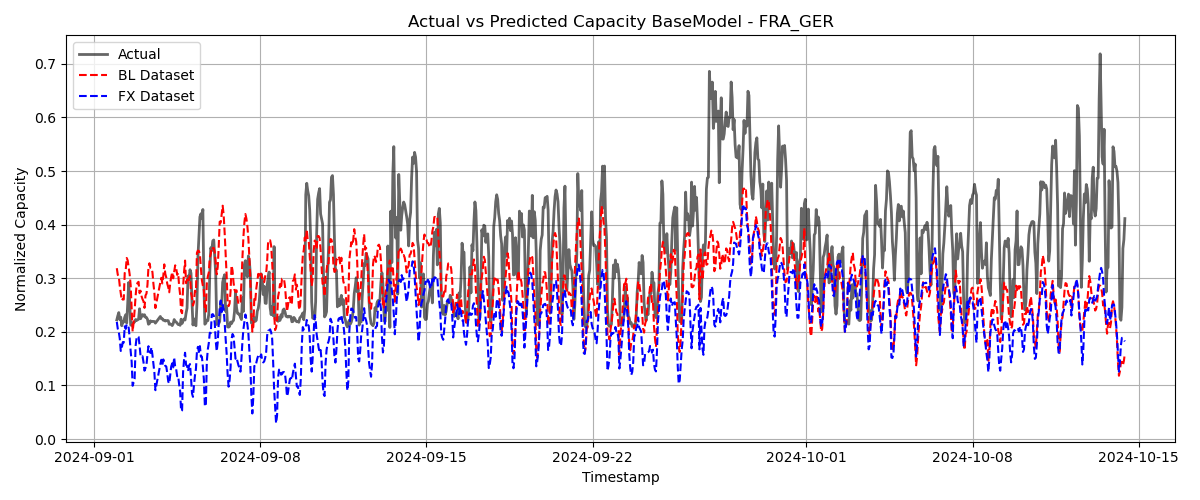 Actual vs Predicted Capacity BaseModel - FRA_GER
Actual
BL Dataset
FX Dataset
Normalized Capacity
0.7
0.6
0.5
0.4
0.3
0.2
0.1
0.0
2024-09-01
2024-09-08
2024-09-15
2024-09-22
2024-10-01
2024-10-08
2024-10-15
Timestamp